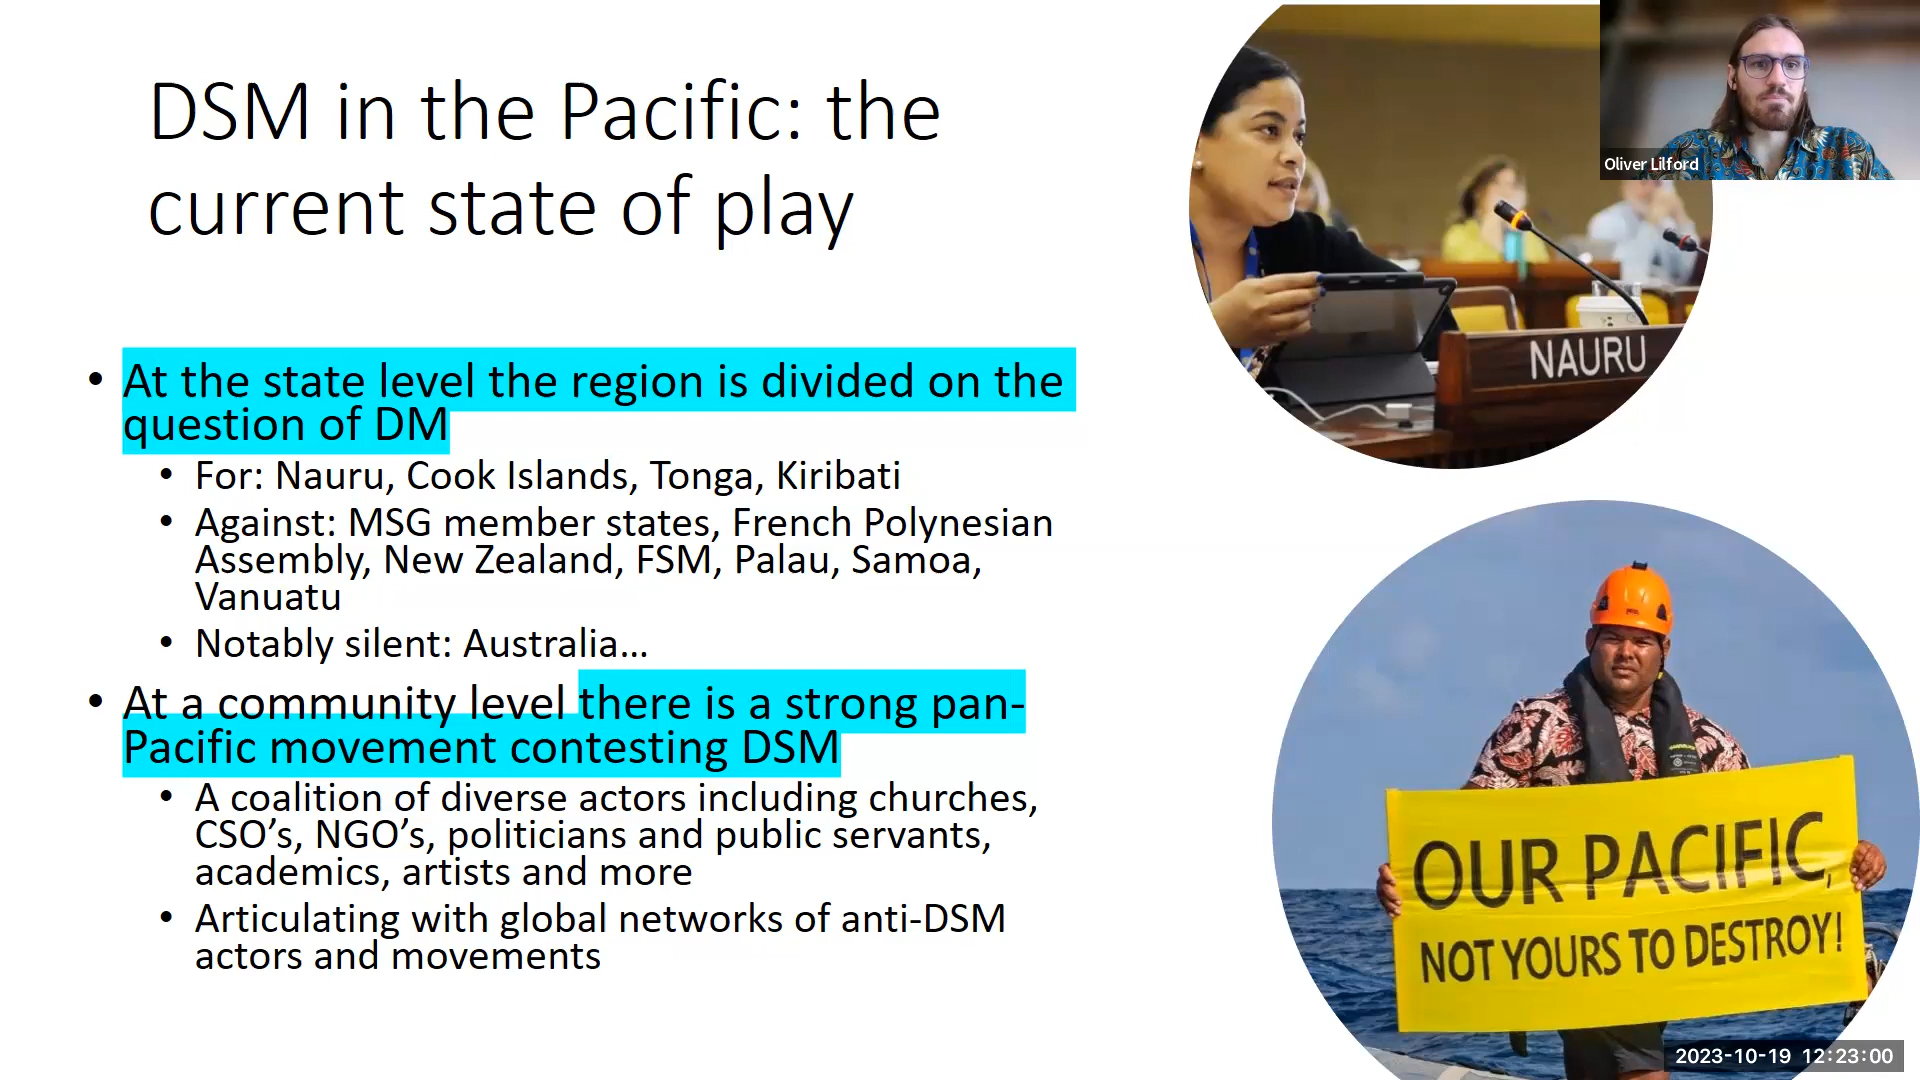 DSM in the Pacific: the
current state of play
• At the state level the region is divided on the
question of DM
• For: Nauru, Cook Islands, Tonga, Kiribati
• Against: MSG member states, French Polynesian
Assembly, New Zealand, FSM, Palau, Samoa,
Vanuatu
• Notably silent: Australia...
• At a community level there is a strong pan-
Pacific movement contesting DSM
• A coalition of diverse actors including churches,
CSO’s, NGO’s, politicians and public servants,
academics, artists and more
• Articulating with global networks of anti-DSM
actors and movements
NAURU
Oliver Lilford
OUR PACIFIC,
NOT YOURS TO DESTROY!
2023-10-19 12:23:00